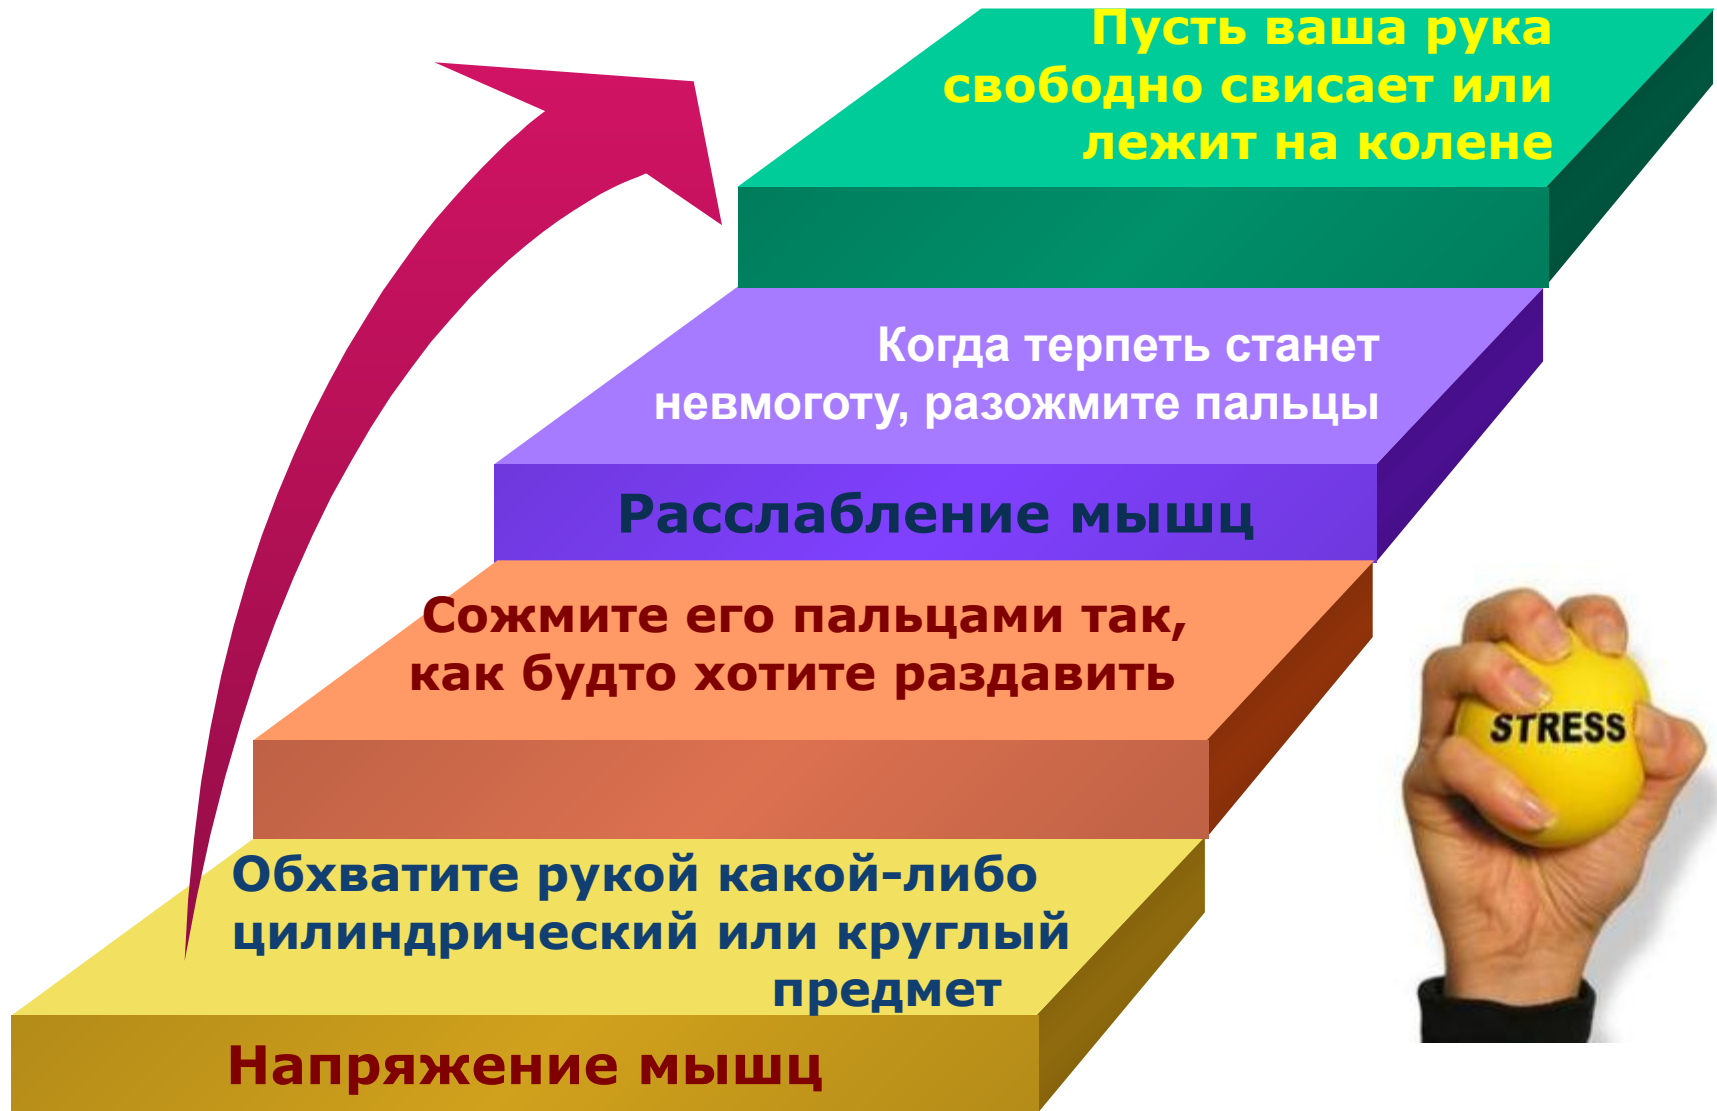 Пусть ваша рука
свободно свисает или
лежит на колене
Когда терпеть станет
невмоготу, разожмите пальцы
Расслабление мышц
Сожмите его пальцами так,
как будто хотите раздавить
STRESS
Обхватите рукой какой-либо
цилиндрический или круглый
предмет
Напряжение мышц